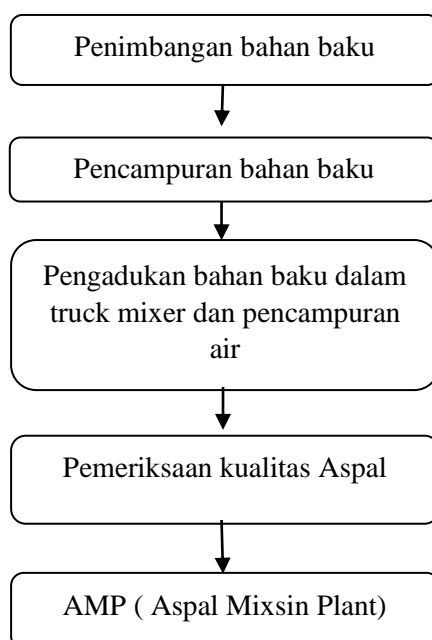 Penimbangan bahan baku
Pencampuran bahan baku
Pengadukan bahan baku dalam
truck mixer dan pencampuran
air
Pemeriksaan kualitas Aspal
AMP ( Aspal Mixsin Plant)